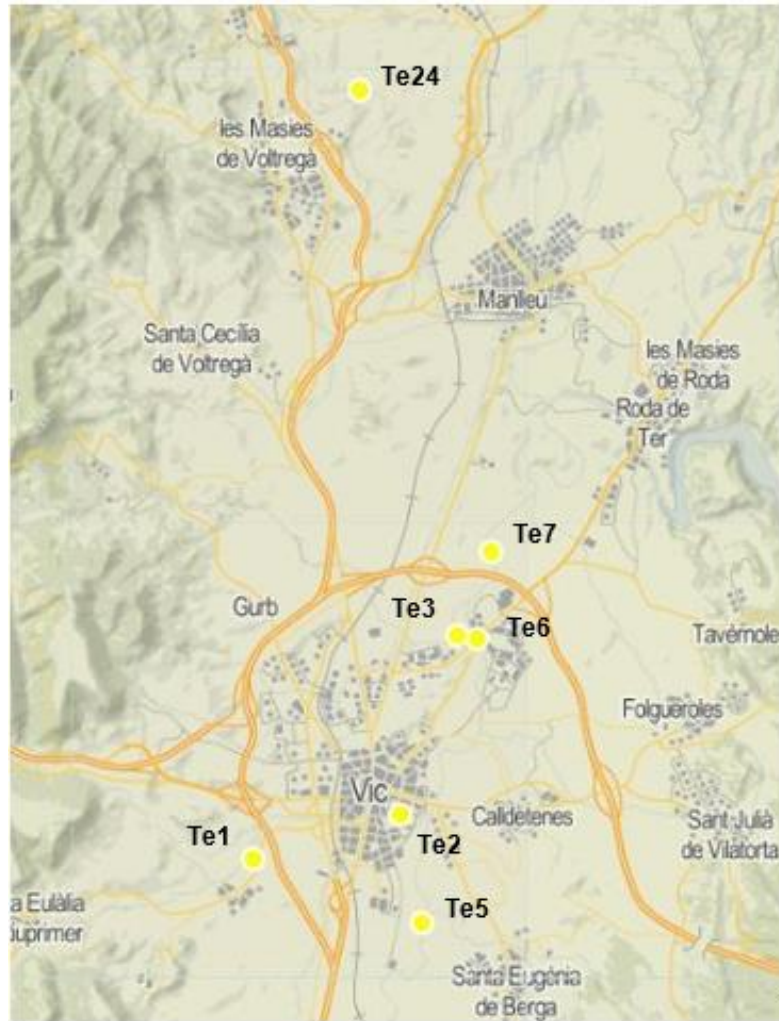 Te24
les Masies
de Voltregà
Manlleu
Santa Cecília
de Voltregà
les Masies
de Roda
Roda de
Ter
Te7
Gurb
Te3
Te6
Tavèrnole
Folgueroles
Vic
Calldetenes
Sant Julià
de Vilatorta
Te1
Te2
a Eulàlia
uprimer
Te5
Santa Eugènia
de Berga